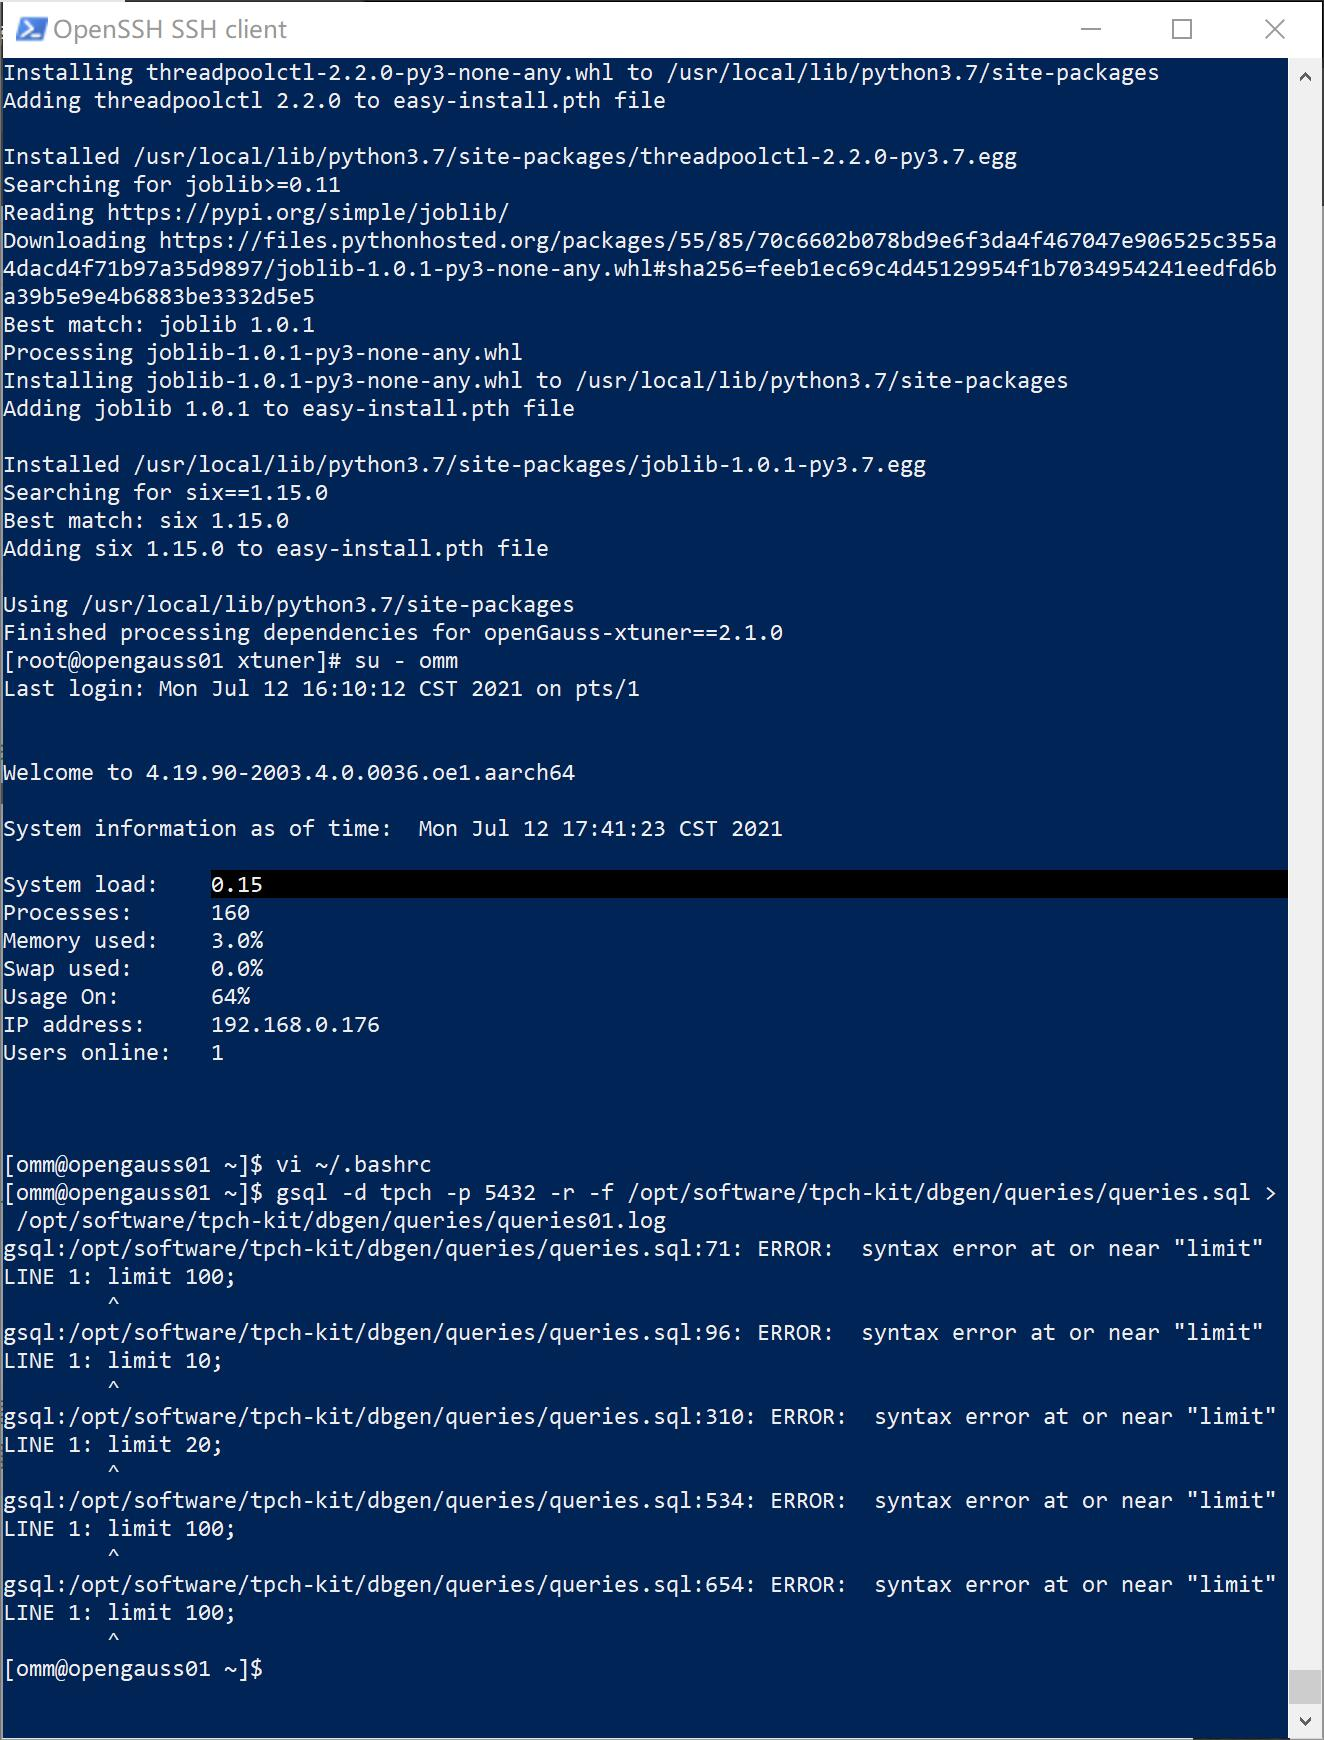 OpenSSH SSH client
Installing threadpoolctl-2.2.0-py3-none-any.whl to /usr/local/lib/python3.7/site-packages
Adding threadpoolctl 2.2.0 to easy-install.pth file
Installed /usr/local/lib/python3.7/site-packages/threadpoolctl-2.2.0-py3.7.egg
Searching for joblib>=0.11
Reading https://pypi.org/simple/joblib/
Downloading https://files.pythonhosted.org/packages/55/85/70c6602b078bd9e6f3da4f467047e906525c355a
4dacd4f71b97a35d9897/joblib-1.0.1-py3-none-any.whl#sha256=feeb1ec69c4d45129954f1b7034954241eedfd6b
a39b5e9e4b6883be3332d5e5
Best match: joblib 1.0.1
Processing joblib-1.0.1-py3-none-any.whl
Installing joblib-1.0.1-py3-none-any.whl to /usr/local/lib/python3.7/site-packages
Adding joblib 1.0.1 to easy-install.pth file
Installed /usr/local/lib/python3.7/site-packages/joblib-1.0.1-py3.7.egg
Searching for six==1.15.0
Best match: six 1.15.0
Adding six 1.15.0 to easy-install.pth file
Using /usr/local/lib/python3.7/site-packages
Finished processing dependencies for openGauss-xtuner==2.1.0
[root@opengauss01 xtuner]# su - omm
Last login: Mon Jul 12 16:10:12 CST 2021 on pts/1
Welcome to 4.19.90-2003.4.0.0036.oe1.aarch64
System information as of time:  Mon Jul 12 17:41:23 CST 2021
System load:    0.15
Processes:      160
Memory used:    3.0%
Swap used:      0.0%
Usage On:       64%
IP address:     192.168.0.176
Users online:   1
[omm@opengauss01 ~]$ vi ~/.bashrc
[omm@opengauss01 ~]$ gsql -d tpch -p 5432 -r -f /opt/software/tpch-kit/dbgen/queries/queries.sql >
 /opt/software/tpch-kit/dbgen/queries/queries01.log
gsql:/opt/software/tpch-kit/dbgen/queries/queries.sql:71: ERROR:  syntax error at or near "limit"
LINE 1: limit 100;
        ^
gsql:/opt/software/tpch-kit/dbgen/queries/queries.sql:96: ERROR:  syntax error at or near "limit"
LINE 1: limit 10;
        ^
gsql:/opt/software/tpch-kit/dbgen/queries/queries.sql:310: ERROR:  syntax error at or near "limit"
LINE 1: limit 20;
        ^
gsql:/opt/software/tpch-kit/dbgen/queries/queries.sql:534: ERROR:  syntax error at or near "limit"
LINE 1: limit 100;
        ^
gsql:/opt/software/tpch-kit/dbgen/queries/queries.sql:654: ERROR:  syntax error at or near "limit"
LINE 1: limit 100;
        ^
[omm@opengauss01 ~]$